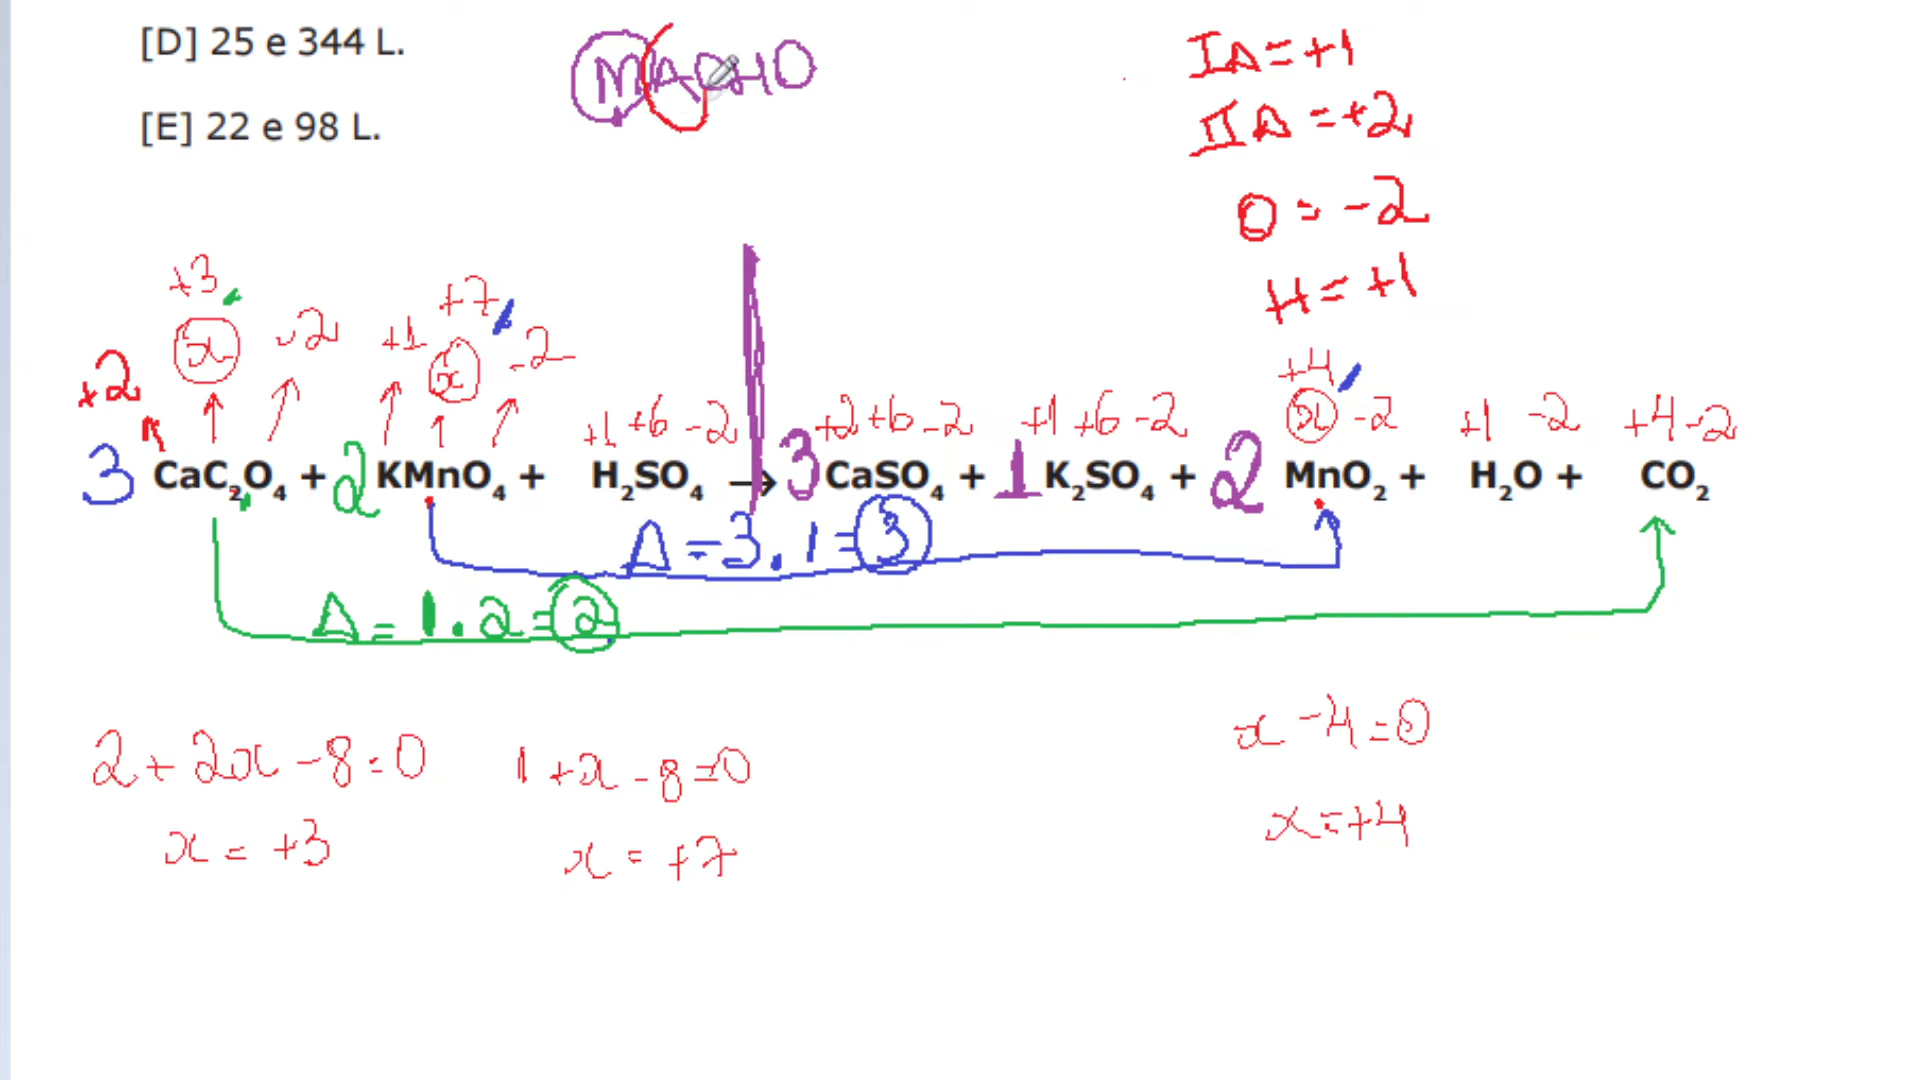 [D] 25 e 344 L.
[E] 22 e 98 L.
MACHO
IA = +1
IIA = +2
O = -2
H = +1
+3 +7 +4
+2 x -2 +1 x -2 +1 +6 -2 +2 +6 -2 +1 +6 -2 x -2 +1 -2 +4 -2
3 CaC₂O₄ + 2 KMnO₄ + H₂SO₄ → 3 CaSO₄ + 1 K₂SO₄ + 2 MnO₂ + H₂O + CO₂
Δ = 3 . 1 = 3
Δ = 1 . 2 = 2
2 + 2x - 8 = 0
x = +3
1 + x - 8 = 0
x = +7
x - 4 = 0
x = +4